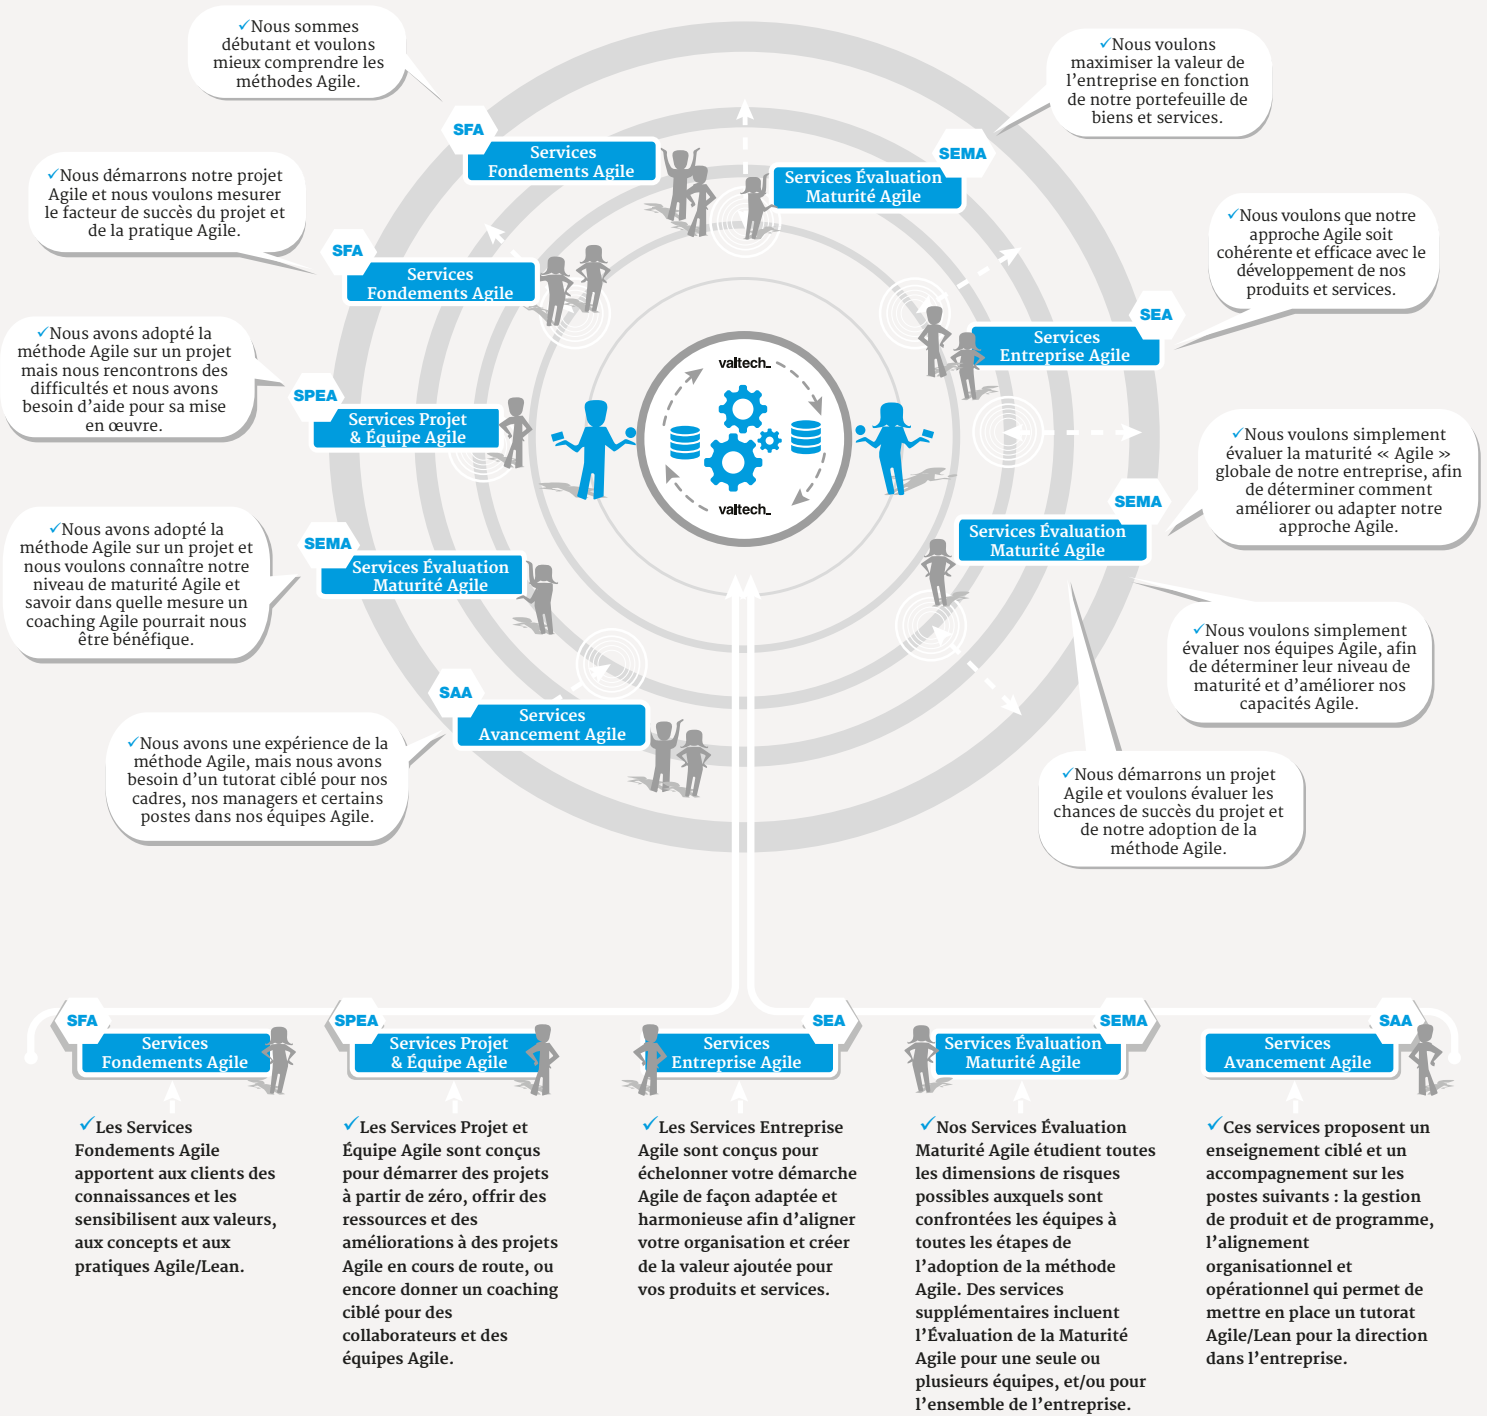 ✓Nous sommes
débutant et voulons
mieux comprendre les
méthodes Agile.
SFA
Services
Fondements Agile
✓Nous voulons
maximiser la valeur de
l’entreprise en fonction
de notre portefeuille de
biens et services.
SEMA
Services Évaluation
Maturité Agile
✓Nous démarrons notre projet
Agile et nous voulons mesurer
le facteur de succès du projet et
de la pratique Agile.
SFA
Services
Fondements Agile
✓Nous voulons que notre
approche Agile soit
cohérente et efficace avec le
développement de nos
produits et services.
SEA
Services
Entreprise Agile
✓Nous avons adopté la
méthode Agile sur un projet
mais nous rencontrons des
difficultés et nous avons
besoin d’aide pour sa mise
en œuvre.
SPEA
Services Projet
& Équipe Agile
valtech_
valtech_
✓Nous voulons simplement
évaluer la maturité « Agile »
globale de notre entreprise, afin
de déterminer comment
améliorer ou adapter notre
approche Agile.
SEMA
Services Évaluation
Maturité Agile
✓Nous avons adopté la
méthode Agile sur un projet et
nous voulons connaître notre
niveau de maturité Agile et
savoir dans quelle mesure un
coaching Agile pourrait nous
être bénéfique.
SEMA
Services Évaluation
Maturité Agile
✓Nous voulons simplement
évaluer nos équipes Agile, afin
de déterminer leur niveau de
maturité et d’améliorer nos
capacités Agile.
SAA
Services
Avancement Agile
✓Nous avons une expérience de la
méthode Agile, mais nous avons
besoin d’un tutorat ciblé pour nos
cadres, nos managers et certains
postes dans nos équipes Agile.
✓Nous démarrons un projet
Agile et voulons évaluer les
chances de succès du projet et
de notre adoption de la
méthode Agile.
SFA
Services
Fondements Agile
✓Les Services
Fondements Agile
apportent aux clients des
connaissances et les
sensibilisent aux valeurs,
aux concepts et aux
pratiques Agile/Lean.
SPEA
Services Projet
& Équipe Agile
✓Les Services Projet et
Équipe Agile sont conçus
pour démarrer des projets
à partir de zéro, offrir des
ressources et des
améliorations à des projets
Agile en cours de route, ou
encore donner un coaching
ciblé pour des
collaborateurs et des
équipes Agile.
SEA
Services
Entreprise Agile
✓Les Services Entreprise
Agile sont conçus pour
échelonner votre démarche
Agile de façon adaptée et
harmonieuse afin d’aligner
votre organisation et créer
de la valeur ajoutée pour
vos produits et services.
SEMA
Services Évaluation
Maturité Agile
✓Nos Services Évaluation
Maturité Agile étudient toutes
les dimensions de risques
possibles auxquels sont
confrontées les équipes à
toutes les étapes de
l’adoption de la méthode
Agile. Des services
supplémentaires incluent
l’Évaluation de la Maturité
Agile pour une seule ou
plusieurs équipes, et/ou pour
l’ensemble de l’entreprise.
SAA
Services
Avancement Agile
✓Ces services proposent un
enseignement ciblé et un
accompagnement sur les
postes suivants : la gestion
de produit et de programme,
l’alignement
organisationnel et
opérationnel qui permet de
mettre en place un tutorat
Agile/Lean pour la direction
dans l’entreprise.